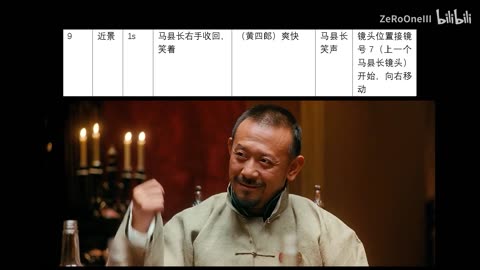 ZeRoOneIII bilibili
9 近景 1s 马县长右手收回， （黄四郎）爽快 马县长 镜头位置接镜
笑着 笑声 号 7（上一个
马县长镜头）
开始，向右移
动